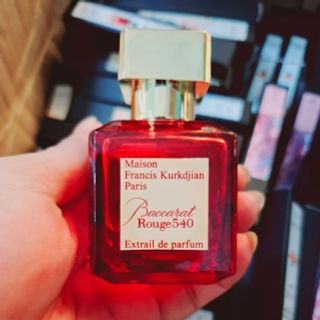 Maison
Francis Kurkdjian
Paris
Baccarat
Rouge540
Extrait de parfum